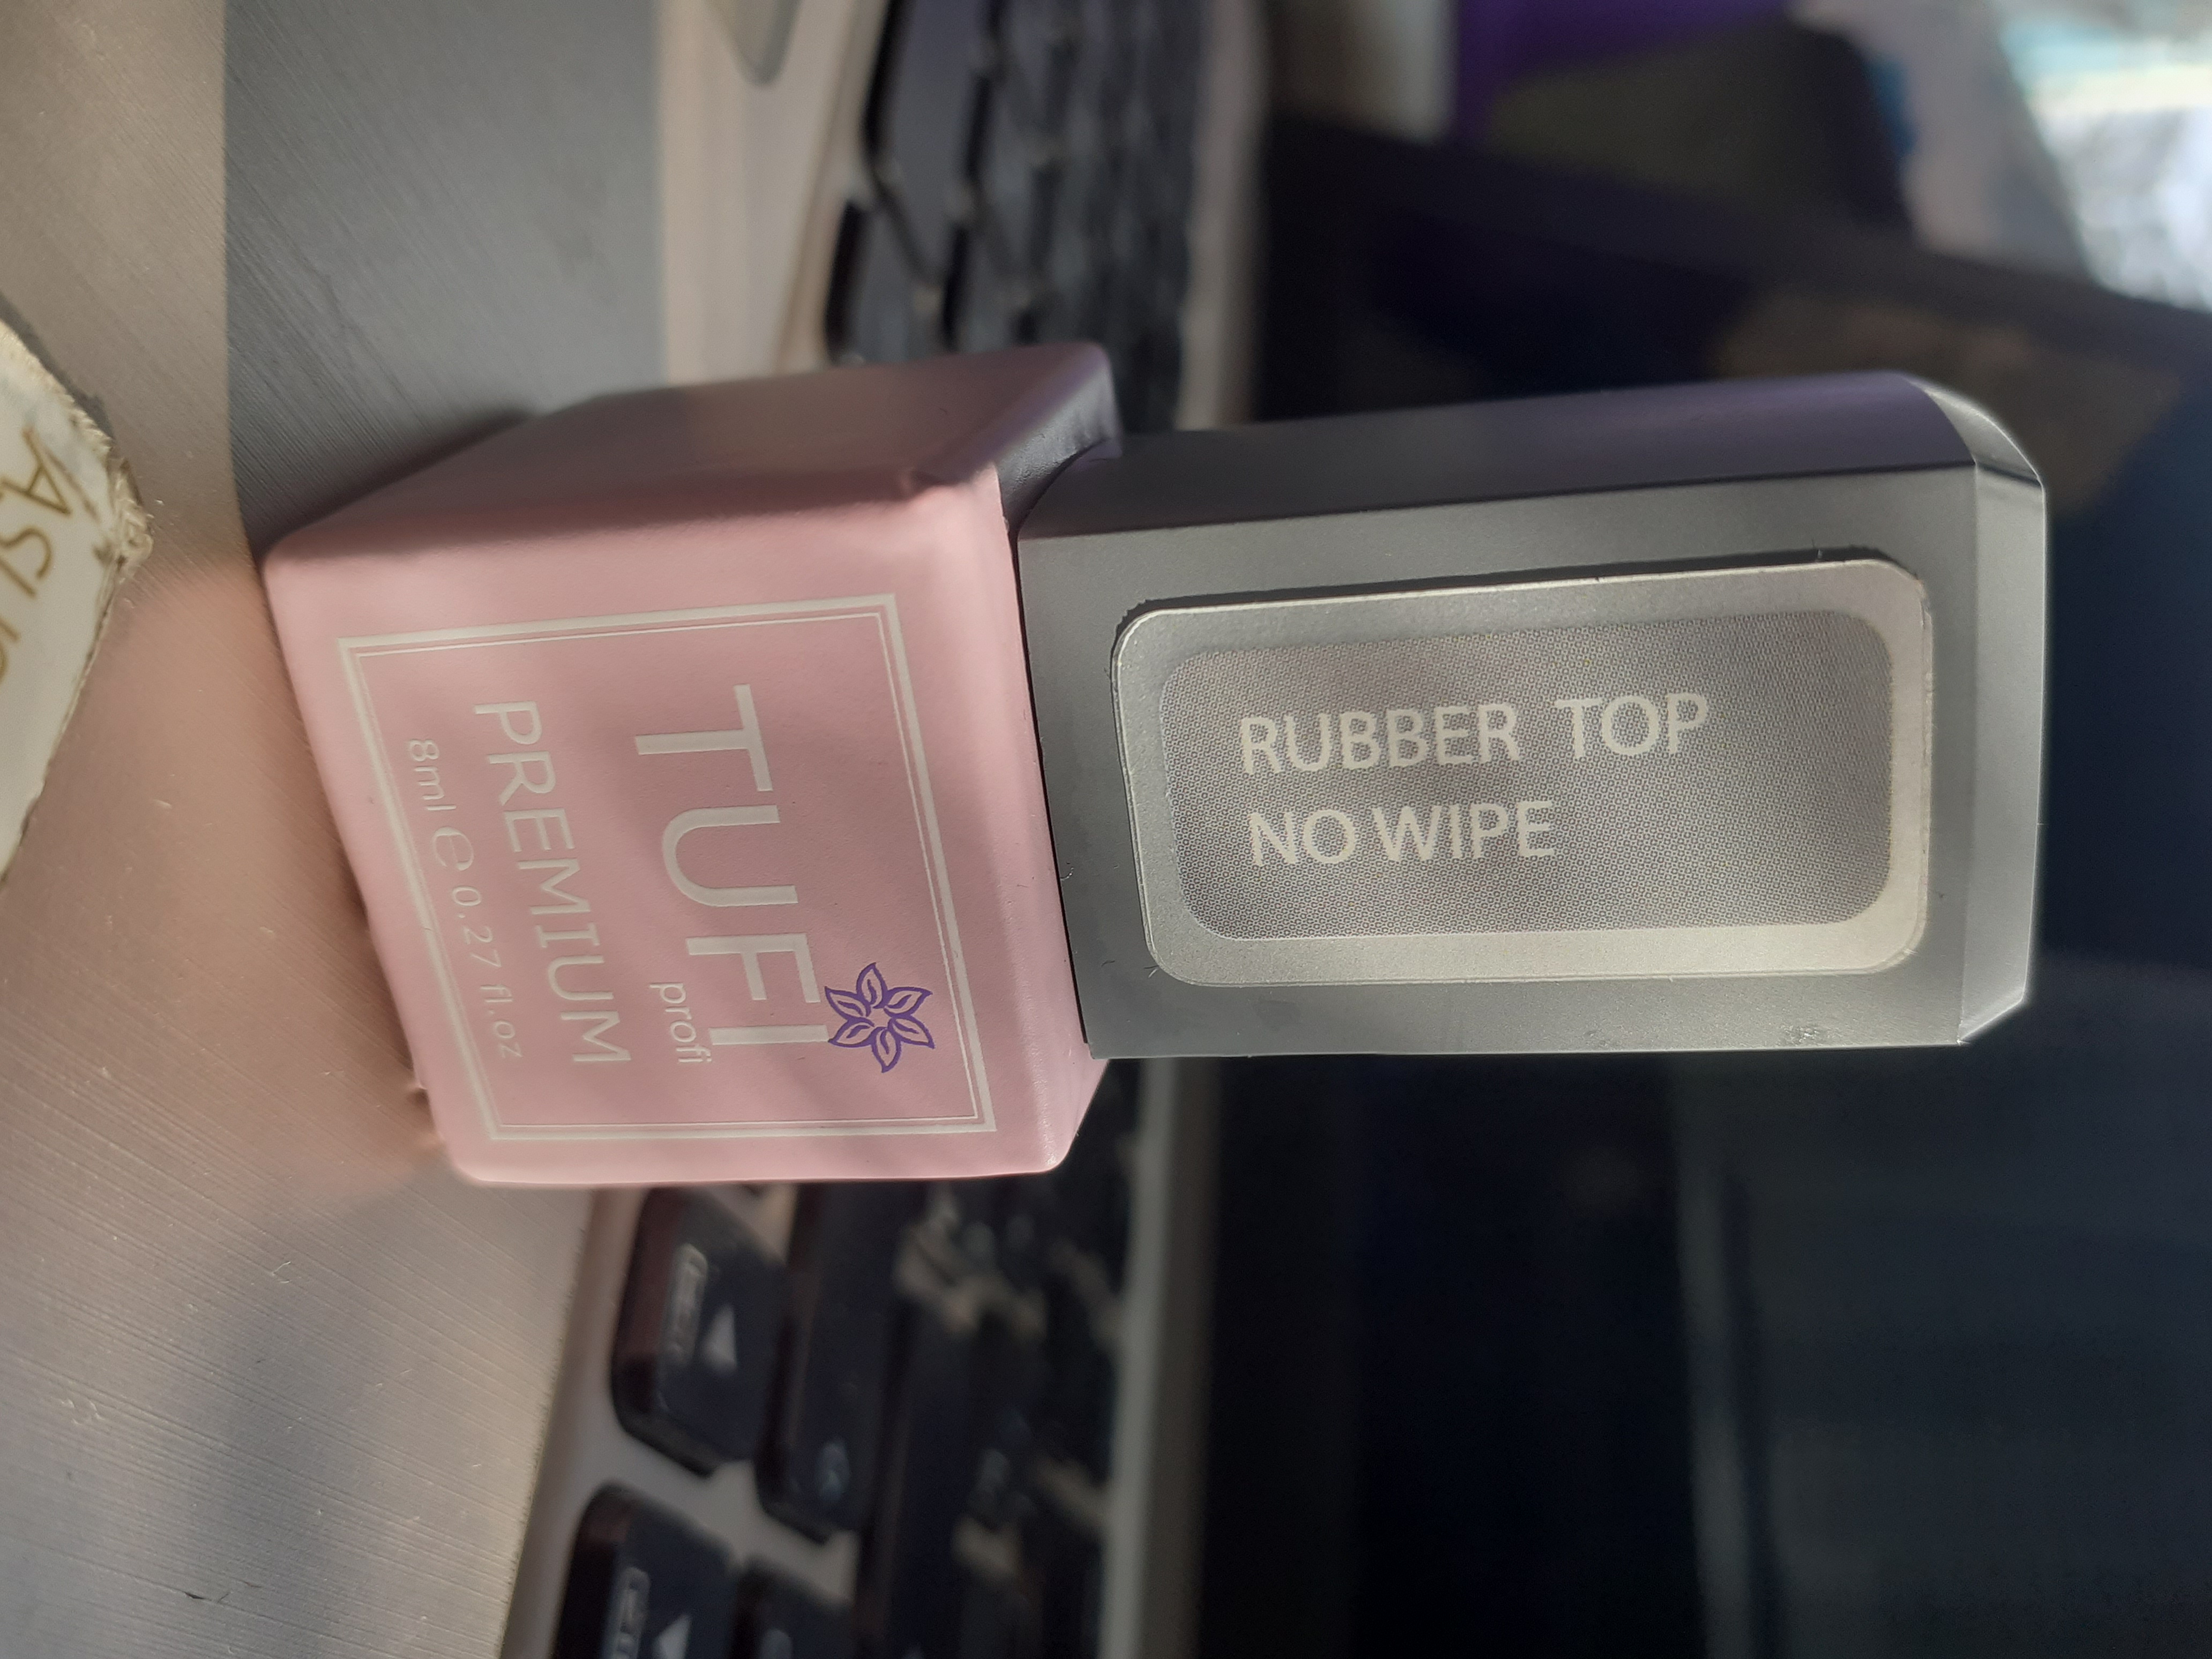 RUBBER TOP
NO WIPE
TUFI
profi
PREMIUM
8ml ℮ 0.27 fl.oz